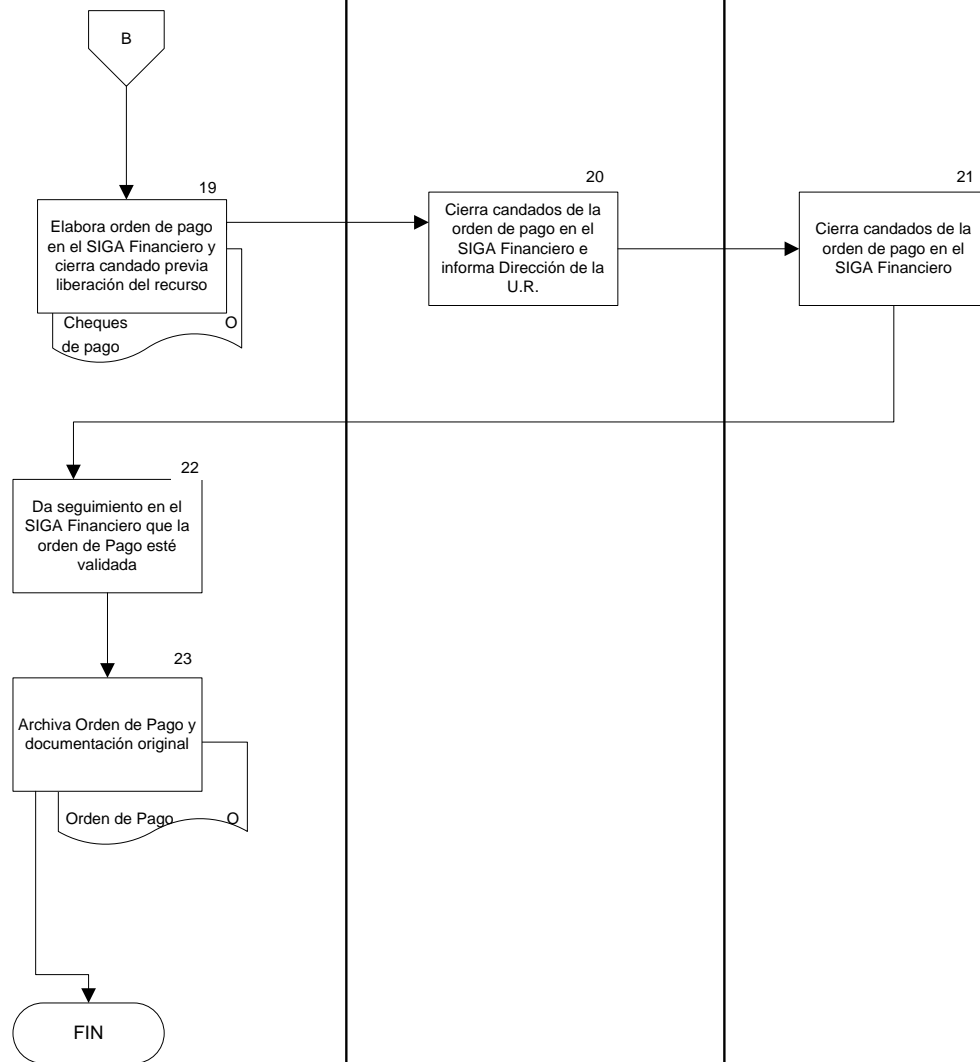 B
19
Elabora orden de pago
en el SIGA Financiero y
cierra candado previa
liberación del recurso
Cheques O
de pago
20
Cierra candados de la
orden de pago en el
SIGA Financiero e
informa Dirección de la
U.R.
21
Cierra candados de la
orden de pago en el
SIGA Financiero
22
Da seguimiento en el
SIGA Financiero que la
orden de Pago esté
validada
23
Archiva Orden de Pago y
documentación original
Orden de Pago O
FIN